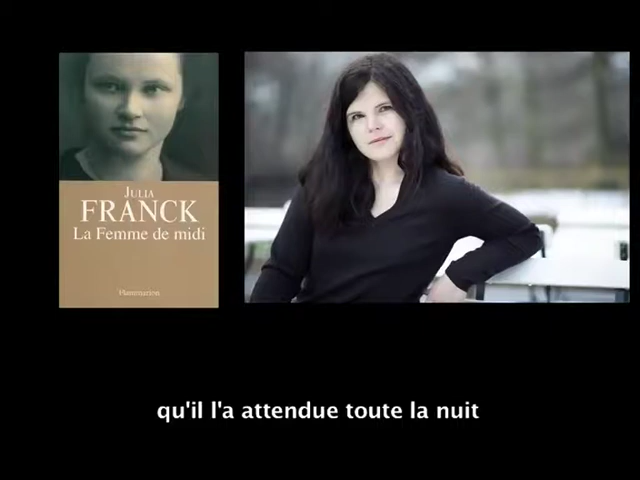 JULIA
FRANCK
La Femme de midi
Flammarion
qu'il l'a attendue toute la nuit